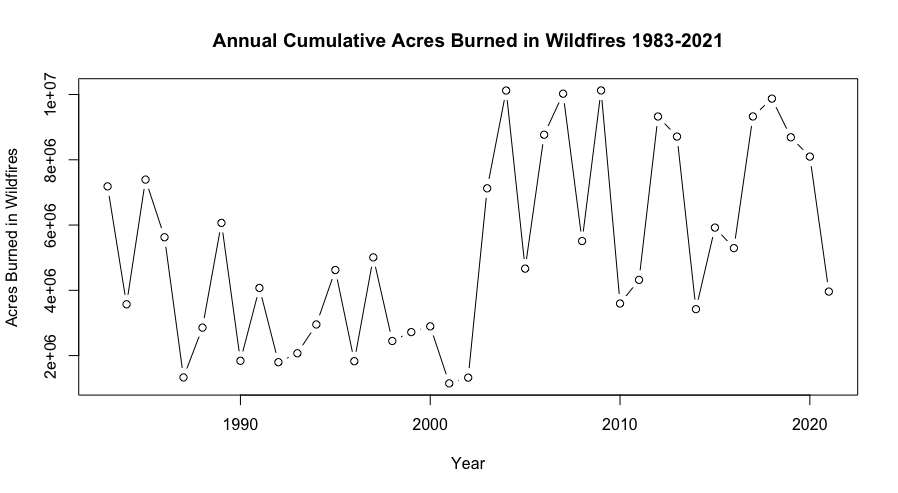 Annual Cumulative Acres Burned in Wildfires 1983-2021
Acres Burned in Wildfires
1e+07
8e+06
6e+06
4e+06
2e+06
1990 2000 2010 2020
Year